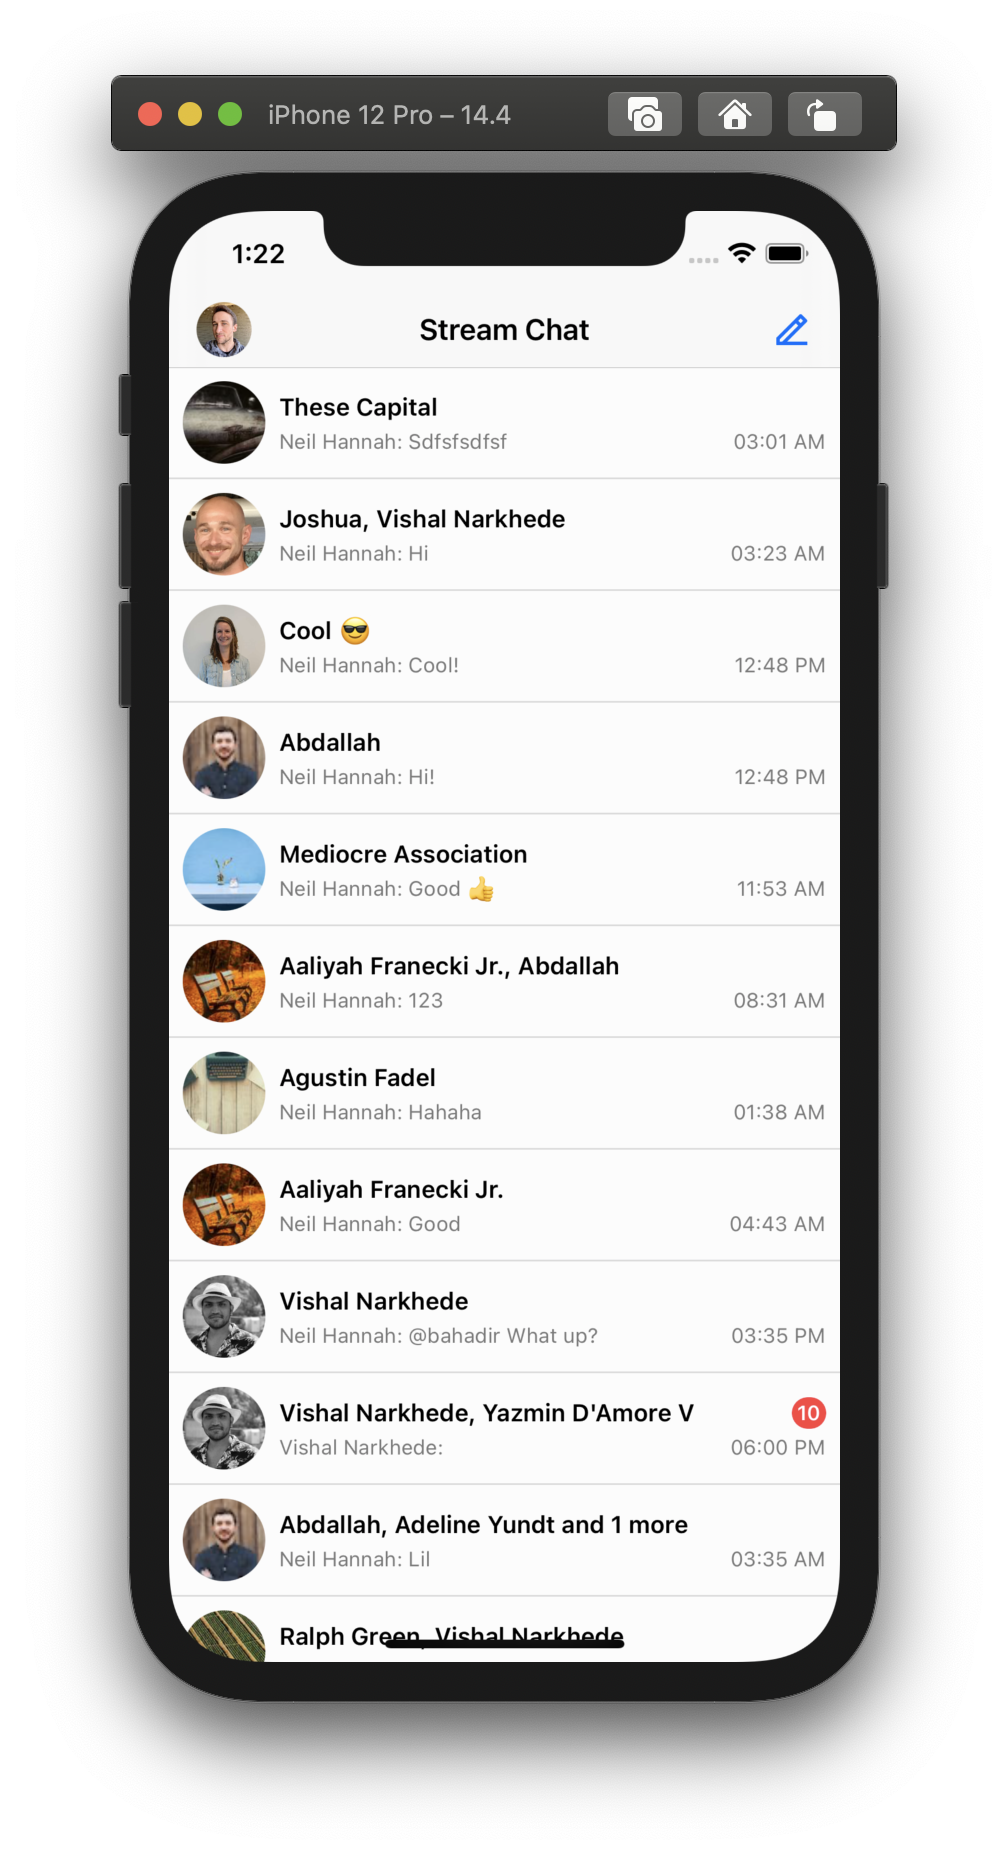 iPhone 12 Pro – 14.4
1:22
Stream Chat
These Capital
Neil Hannah: Sdfsfsdfsf 03:01 AM
Joshua, Vishal Narkhede
Neil Hannah: Hi 03:23 AM
Cool 😎
Neil Hannah: Cool! 12:48 PM
Abdallah
Neil Hannah: Hi! 12:48 PM
Mediocre Association
Neil Hannah: Good 👍 11:53 AM
Aaliyah Franecki Jr., Abdallah
Neil Hannah: 123 08:31 AM
Agustin Fadel
Neil Hannah: Hahaha 01:38 AM
Aaliyah Franecki Jr.
Neil Hannah: Good 04:43 AM
Vishal Narkhede
Neil Hannah: @bahadir What up? 03:35 PM
Vishal Narkhede, Yazmin D'Amore V 10
Vishal Narkhede: 06:00 PM
Abdallah, Adeline Yundt and 1 more
Neil Hannah: Lil 03:35 AM
Ralph Green, Vishal Narkhede